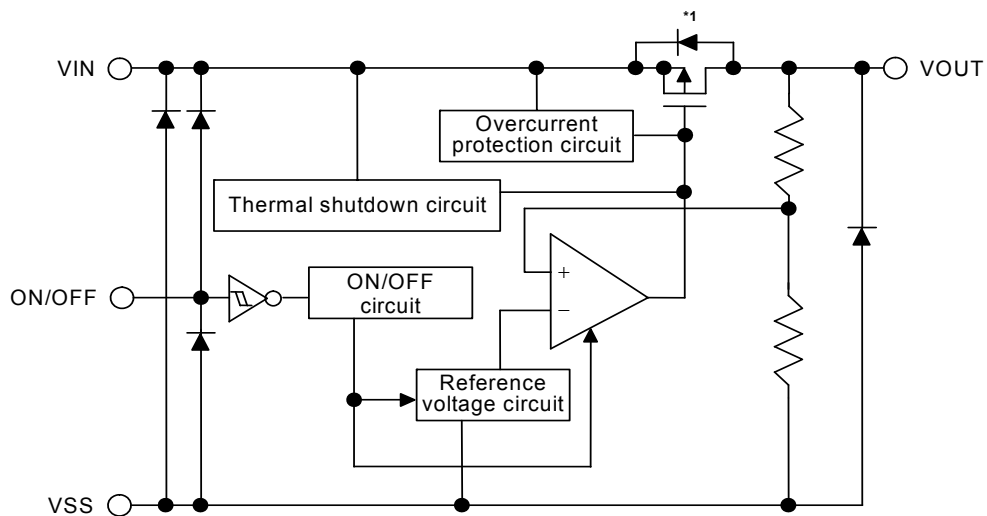 *1
VIN
VOUT
Overcurrent
protection circuit
Thermal shutdown circuit
+
−
ON/OFF
ON/OFF
circuit
Reference
voltage circuit
VSS